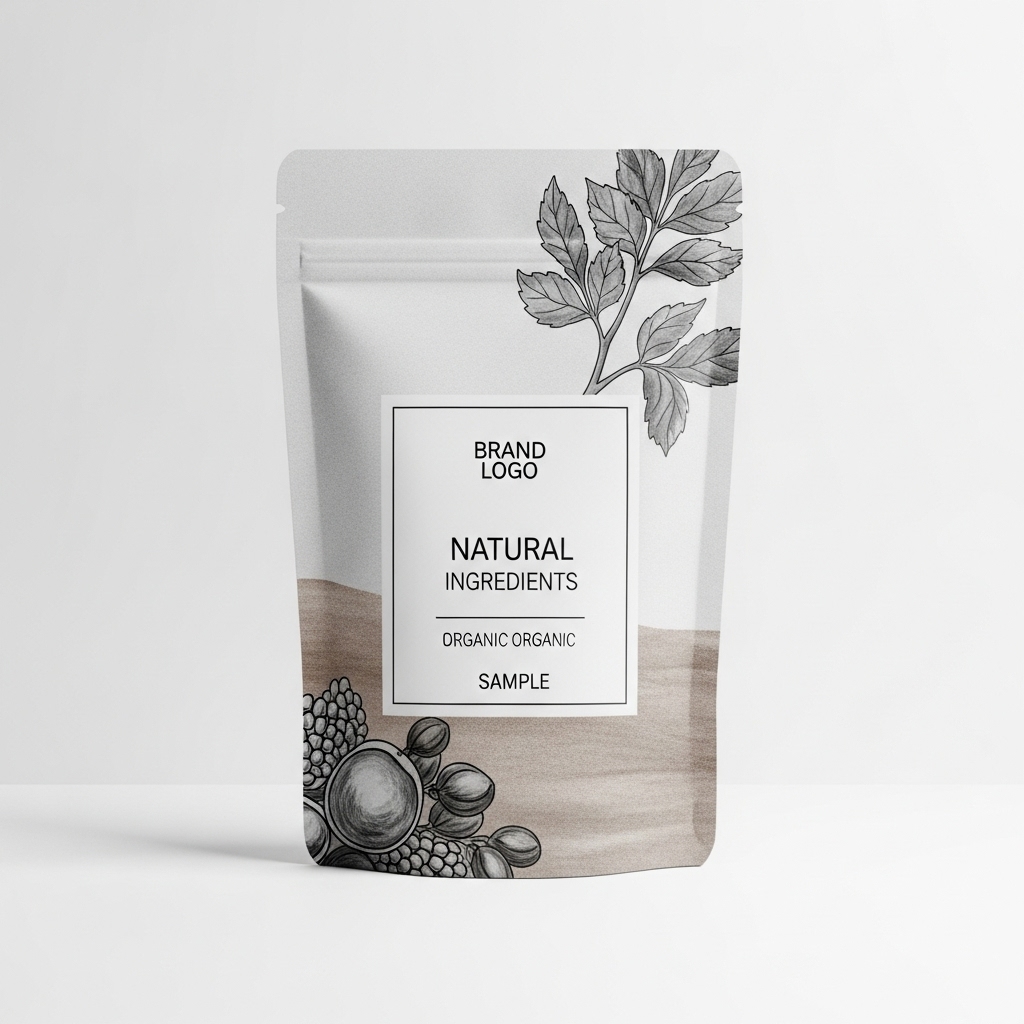 BRAND
LOGO
NATURAL
INGREDIENTS
ORGANIC ORGANIC
SAMPLE